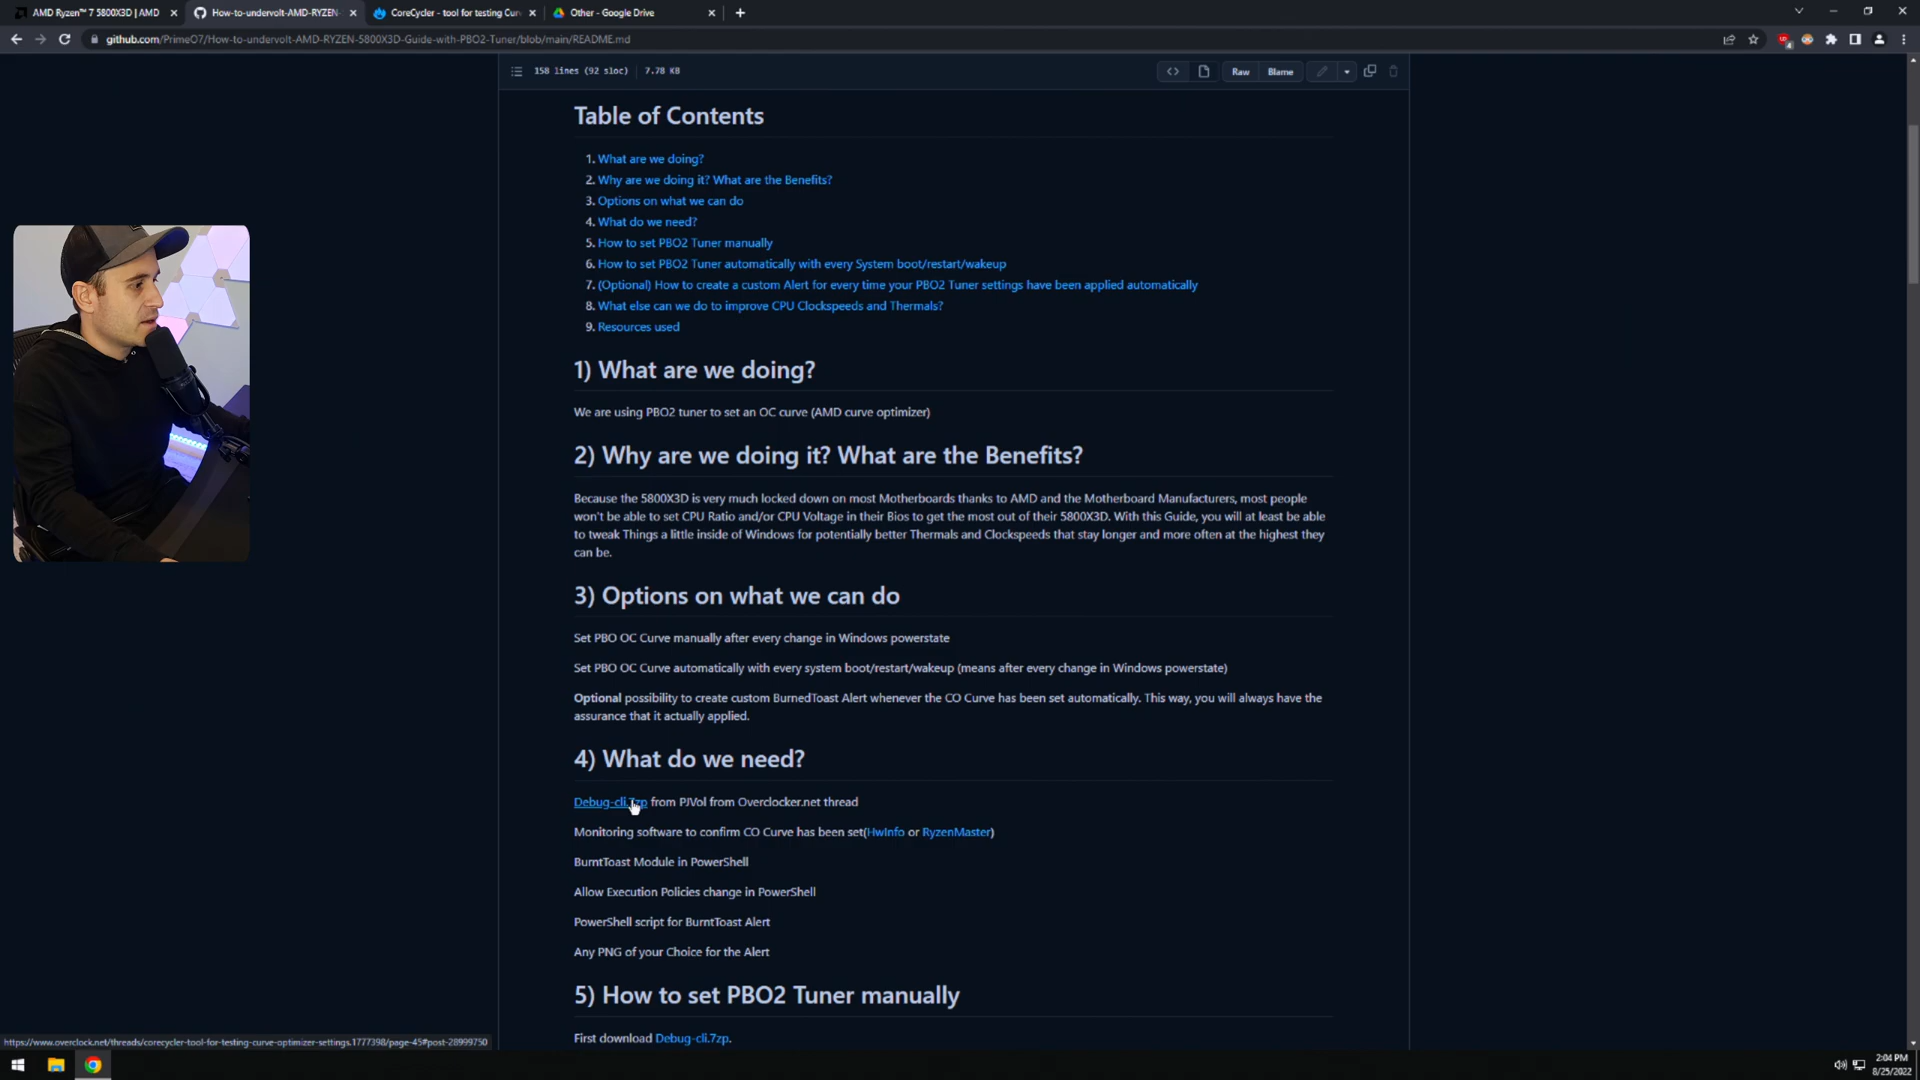 AMD Ryzen™ 7 5800X3D | AMD
How-to-undervolt-AMD-RYZEN-
CoreCycler - tool for testing Cur
Other - Google Drive
github.com/PrimeO7/How-to-undervolt-AMD-RYZEN-5800X3D-Guide-with-PBO2-Tuner/blob/main/README.md
158 lines (92 sloc) 7.78 KB
Raw Blame
Table of Contents
1. What are we doing?
2. Why are we doing it? What are the Benefits?
3. Options on what we can do
4. What do we need?
5. How to set PBO2 Tuner manually
6. How to set PBO2 Tuner automatically with every System boot/restart/wakeup
7. (Optional) How to create a custom Alert for every time your PBO2 Tuner settings have been applied automatically
8. What else can we do to improve CPU Clockspeeds and Thermals?
9. Resources used
1) What are we doing?
We are using PBO2 tuner to set an OC curve (AMD curve optimizer)
2) Why are we doing it? What are the Benefits?
Because the 5800X3D is very much locked down on most Motherboards thanks to AMD and the Motherboard Manufacturers, most people
won't be able to set CPU Ratio and/or CPU Voltage in their Bios to get the most out of their 5800X3D. With this Guide, you will at least be able
to tweak Things a little inside of Windows for potentially better Thermals and Clockspeeds that stay longer and more often at the highest they
can be.
3) Options on what we can do
Set PBO OC Curve manually after every change in Windows powerstate
Set PBO OC Curve automatically with every system boot/restart/wakeup (means after every change in Windows powerstate)
Optional possibility to create custom BurnedToast Alert whenever the CO Curve has been set automatically. This way, you will always have the
assurance that it actually applied.
4) What do we need?
Debug-cli.7zp from PJVol from Overclocker.net thread
Monitoring software to confirm CO Curve has been set(HwInfo or RyzenMaster)
BurntToast Module in PowerShell
Allow Execution Policies change in PowerShell
PowerShell script for BurntToast Alert
Any PNG of your Choice for the Alert
5) How to set PBO2 Tuner manually
First download Debug-cli.7zp.
https://www.overclock.net/threads/corecycler-tool-for-testing-curve-optimizer-settings.1777398/page-45#post-28999750
2:04 PM
8/25/2022